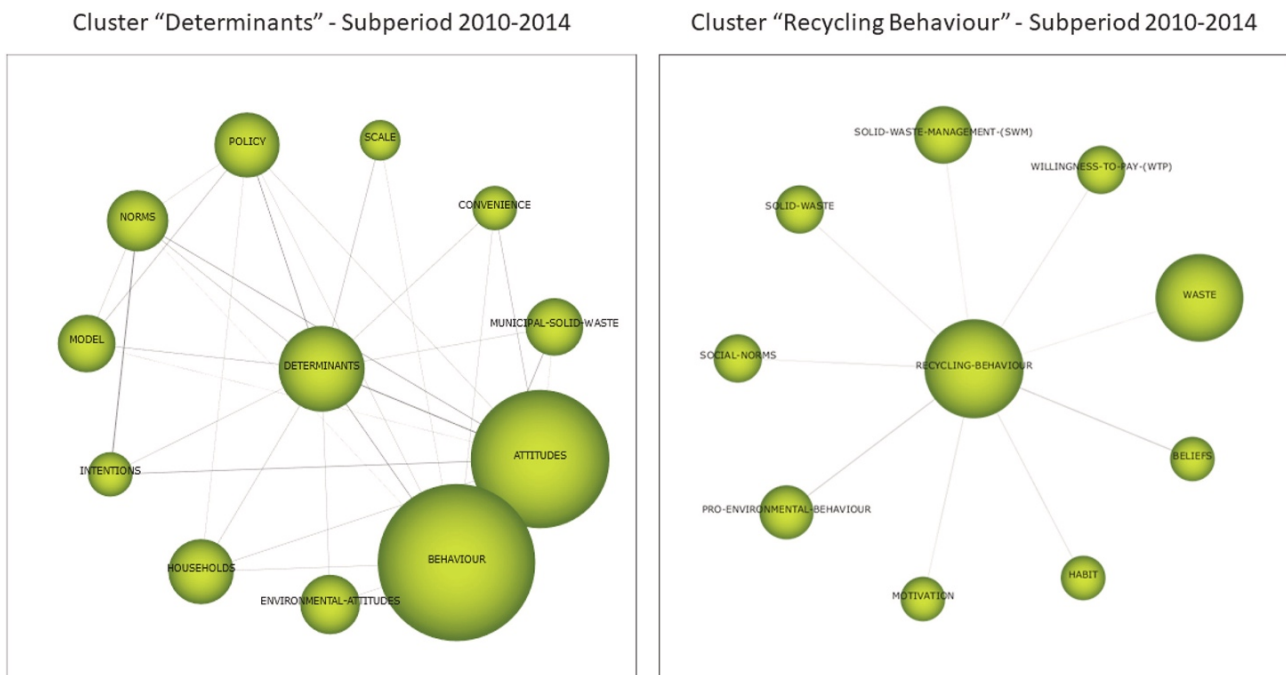 Cluster “Determinants” - Subperiod 2010-2014
POLICY
SCALE
NORMS
CONVENIENCE
MODEL
MUNICIPAL-SOLID-WASTE
DETERMINANTS
ATTITUDES
INTENTIONS
BEHAVIOUR
HOUSEHOLDS
ENVIRONMENTAL-ATTITUDES
Cluster “Recycling Behaviour” - Subperiod 2010-2014
SOLID-WASTE-MANAGEMENT-(SWM)
WILLINGNESS-TO-PAY-(WTP)
SOLID-WASTE
WASTE
SOCIAL-NORMS
RECYCLING-BEHAVIOUR
BELIEFS
PRO-ENVIRONMENTAL-BEHAVIOUR
HABIT
MOTIVATION